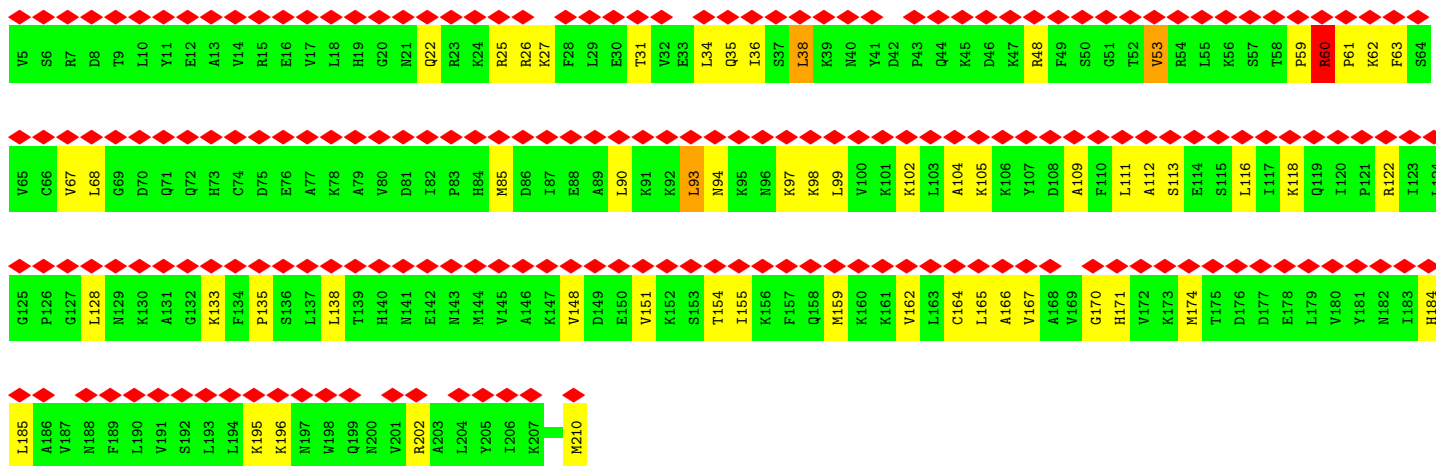 V5 S6 R7 D8 T9 L10 Y11 E12 A13 V14 R15 E16 V17 L18 H19 G20 N21 Q22 R23 K24 R25 R26 K27 F28 L29 E30 T31 V32 E33 L34 Q35 I36 S37 L38 K39 N40 Y41 D42 P43 Q44 K45 D46 K47 R48 F49 S50 G51 T52 V53 R54 L55 K56 S57 T58 P59 R60 P61 K62 F63 S64
V65 C66 V67 L68 G69 D70 Q71 Q72 H73 C74 D75 E76 A77 K78 A79 V80 D81 I82 P83 H84 M85 D86 I87 E88 A89 L90 K91 K92 L93 N94 K95 N96 K97 K98 L99 V100 K101 K102 L103 A104 K105 K106 Y107 D108 A109 F110 L111 A112 S113 E114 S115 L116 I117 K118 Q119 I120 P121 R122 I123 L124
G125 P126 G127 L128 N129 K130 A131 G132 K133 F134 P135 S136 L137 L138 T139 H140 N141 E142 N143 M144 V145 A146 K147 V148 D149 E150 V151 K152 S153 T154 I155 K156 F157 Q158 M159 K160 K161 V162 L163 C164 L165 A166 V167 A168 V169 G170 H171 V172 K173 M174 T175 D176 D177 E178 L179 V180 Y181 N182 I183 H184
L185 A186 V187 N188 F189 L190 V191 S192 L193 L194 K195 K196 N197 W198 Q199 N200 V201 R202 A203 L204 Y205 I206 K207 M210